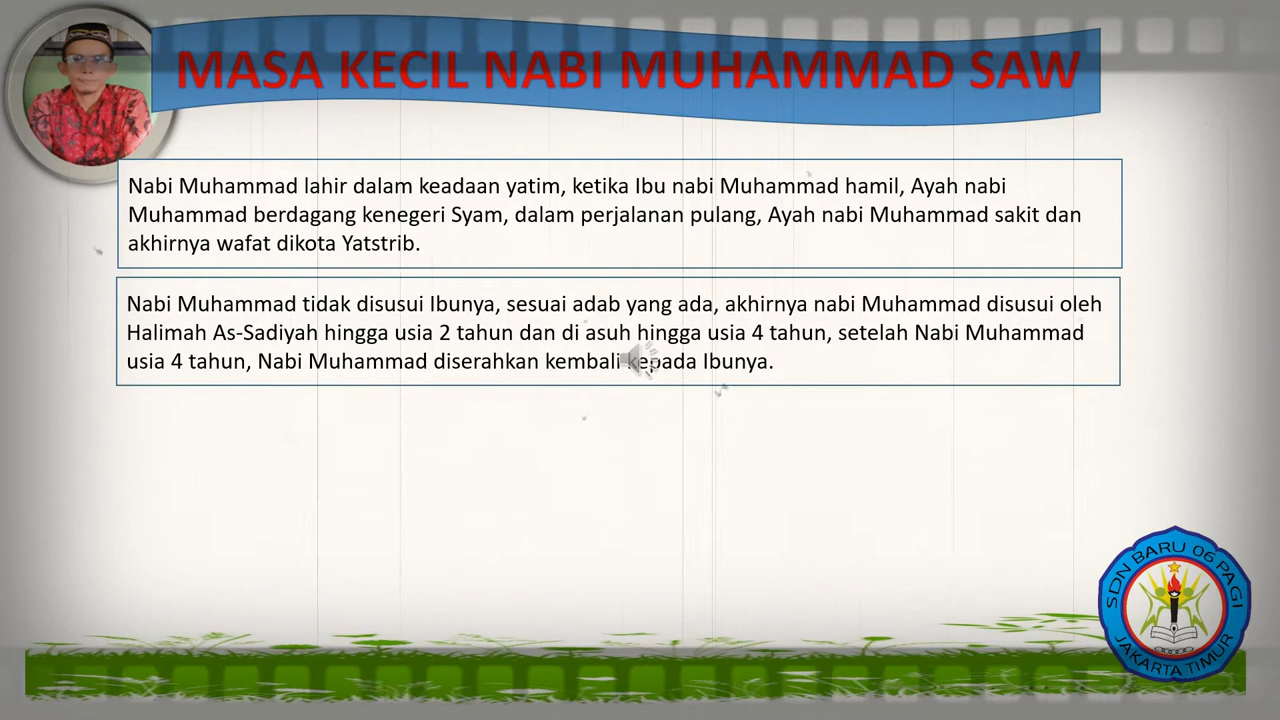 MASA KECIL NABI MUHAMMAD SAW
Nabi Muhammad lahir dalam keadaan yatim, ketika Ibu nabi Muhammad hamil, Ayah nabi
Muhammad berdagang kenegeri Syam, dalam perjalanan pulang, Ayah nabi Muhammad sakit dan
akhirnya wafat dikota Yatstrib.
Nabi Muhammad tidak disusui Ibunya, sesuai adab yang ada, akhirnya nabi Muhammad disusui oleh
Halimah As-Sadiyah hingga usia 2 tahun dan di asuh hingga usia 4 tahun, setelah Nabi Muhammad
usia 4 tahun, Nabi Muhammad diserahkan kembali kepada Ibunya.
SDN BARU 06 PAGI
JAKARTA TIMUR